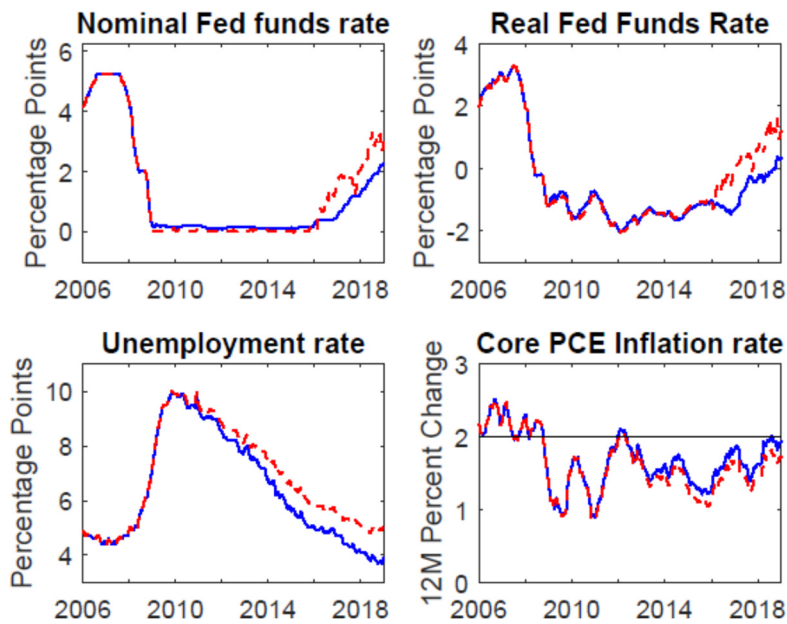 Nominal Fed funds rate
Percentage Points
6
4
2
0
2006 2010 2014 2018
Real Fed Funds Rate
Percentage Points
4
2
0
-2
2006 2010 2014 2018
Unemployment rate
Percentage Points
10
8
6
4
2006 2010 2014 2018
Core PCE Inflation rate
12M Percent Change
3
2
1
0
2006 2010 2014 2018